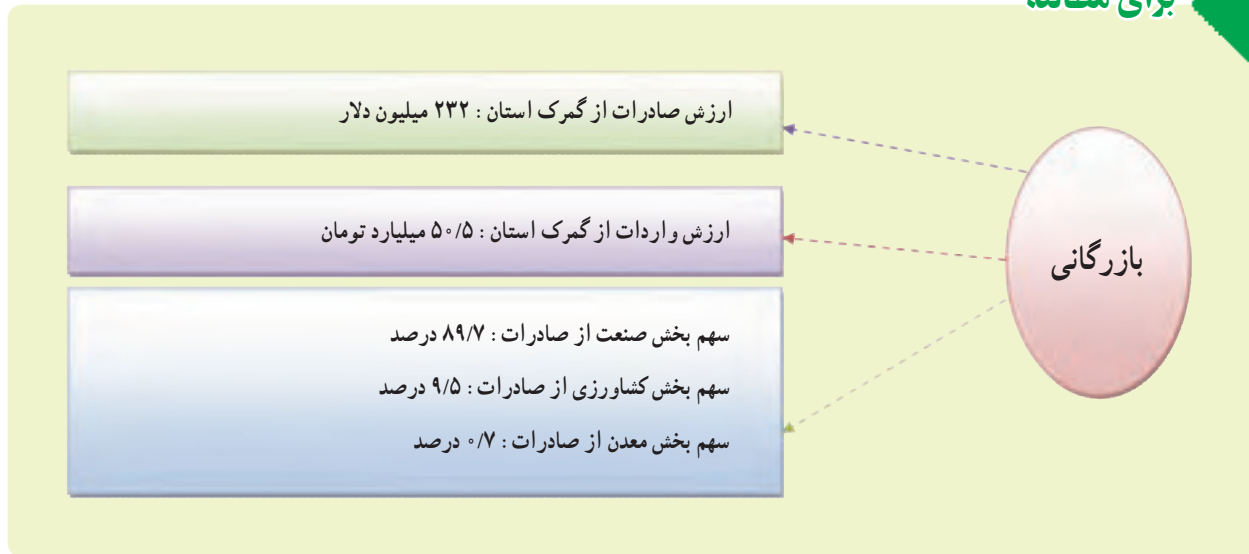 برای
ارزش صادرات از گمرک استان : ۲۳۲ میلیون دلار
ارزش واردات از گمرک استان : ۵۰/۵ میلیارد تومان
سهم بخش صنعت از صادرات : ۸۹/۷ درصد
سهم بخش کشاورزی از صادرات : ۹/۵ درصد
سهم بخش معدن از صادرات : ۰/۷ درصد
بازرگانی